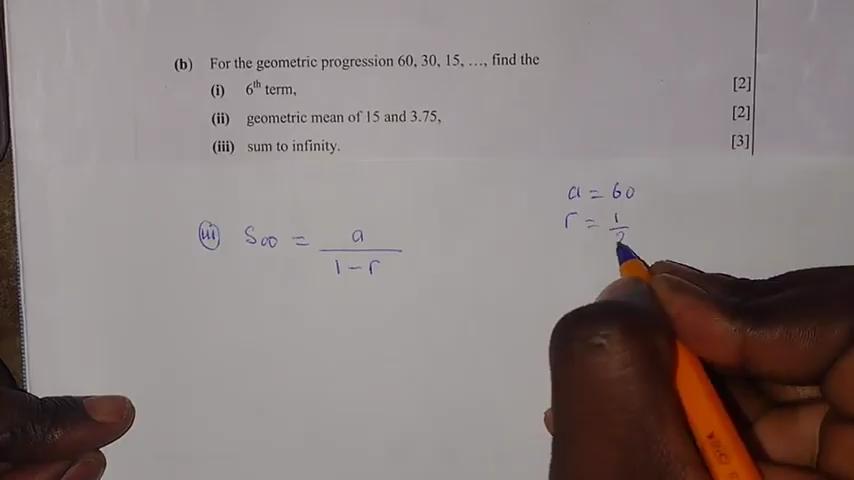 (b) For the geometric progression 60, 30, 15, …, find the
(i) 6th term, [2]
(ii) geometric mean of 15 and 3.75, [2]
(iii) sum to infinity. [3]
a = 60
r = 1/2
(iii) S∞ = a/(1-r)